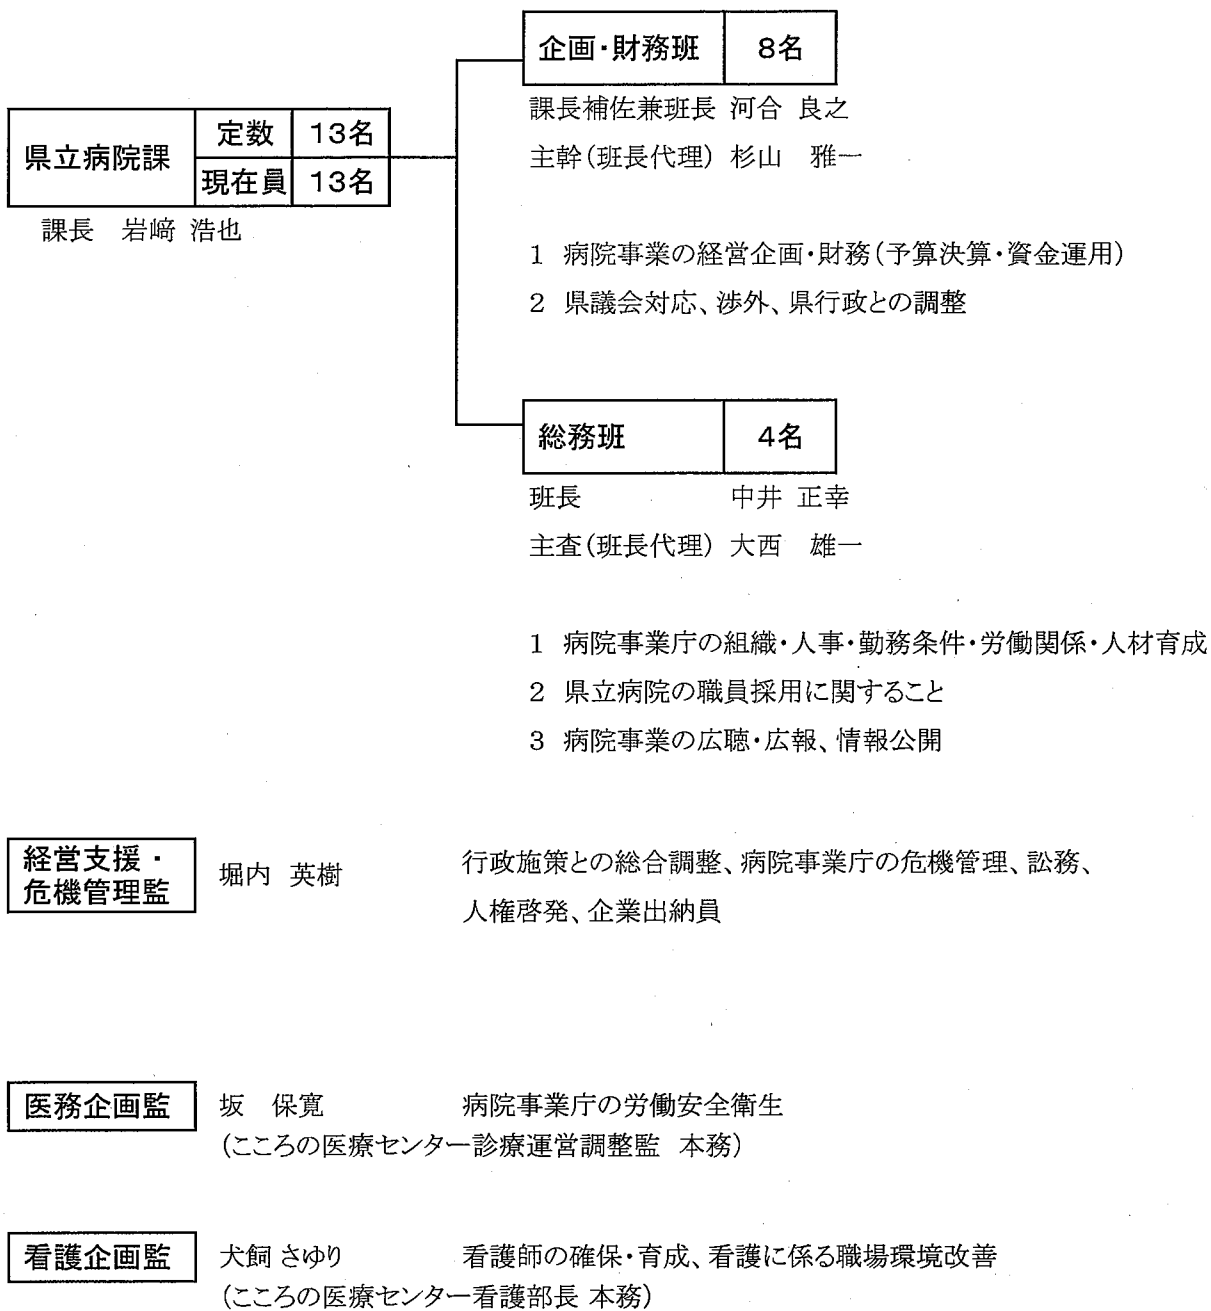 県立病院課 定数 13名
現在員 13名
課長 岩﨑 浩也
企画・財務班 8名
課長補佐兼班長 河合 良之
主幹(班長代理) 杉山 雅一
1 病院事業の経営企画・財務(予算決算・資金運用)
2 県議会対応、渉外、県行政との調整
総務班 4名
班長 中井 正幸
主査(班長代理) 大西 雄一
1 病院事業庁の組織・人事・勤務条件・労働関係・人材育成
2 県立病院の職員採用に関すること
3 病院事業の広聴・広報、情報公開
経営支援・
危機管理監
堀内 英樹
行政施策との総合調整、病院事業庁の危機管理、訟務、
人権啓発、企業出納員
医務企画監 坂 保寛 病院事業庁の労働安全衛生
(こころの医療センター診療運営調整監 本務)
看護企画監 犬飼 さゆり 看護師の確保・育成、看護に係る職場環境改善
(こころの医療センター看護部長 本務)